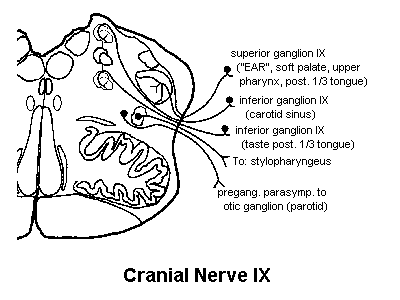 superior ganglion IX
("EAR", soft palate, upper
pharynx, post. 1/3 tongue)
inferior ganglion IX
(carotid sinus)
inferior ganglion IX
(taste post. 1/3 tongue)
To: stylopharyngeus
pregang. parasymp. to
otic ganglion (parotid)
Cranial Nerve IX